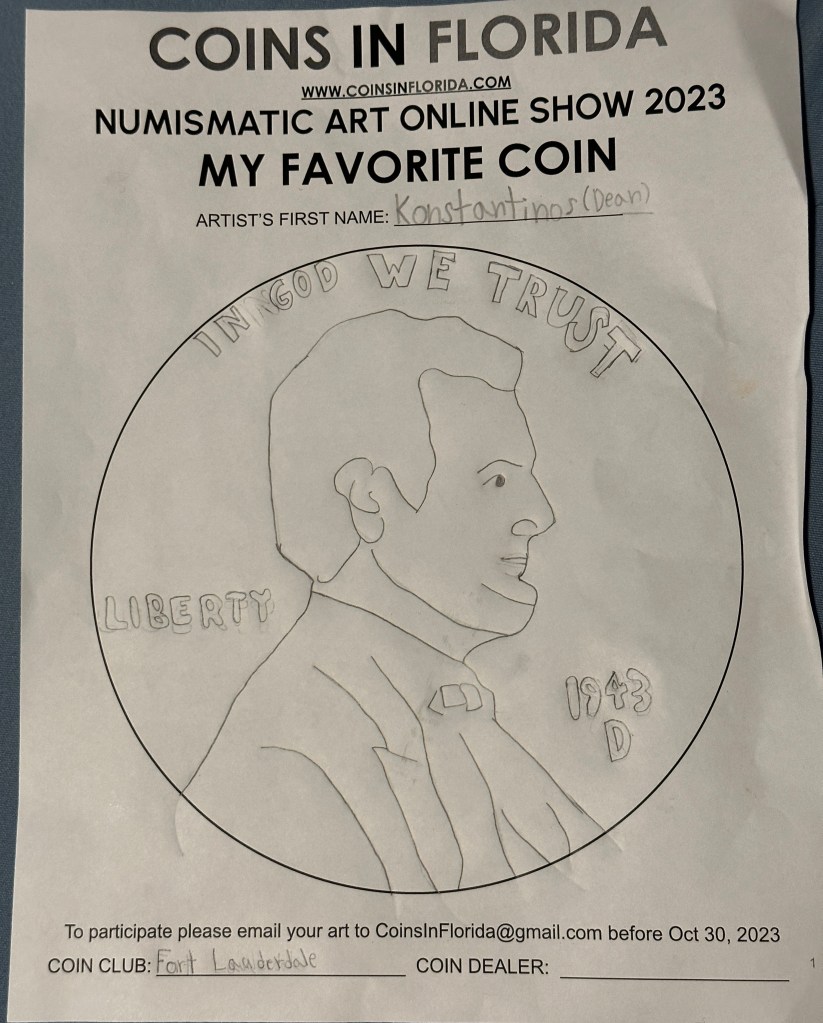 COINS IN FLORIDA
WWW.COINSINFLORIDA.COM
NUMISMATIC ART ONLINE SHOW 2023
MY FAVORITE COIN
ARTIST'S FIRST NAME: Konstantinos (Dean)
IN GOD WE TRUST
LIBERTY
1943
D
To participate please email your art to CoinsInFlorida@gmail.com before Oct 30, 2023
COIN CLUB: Fort Lauderdale COIN DEALER:
1